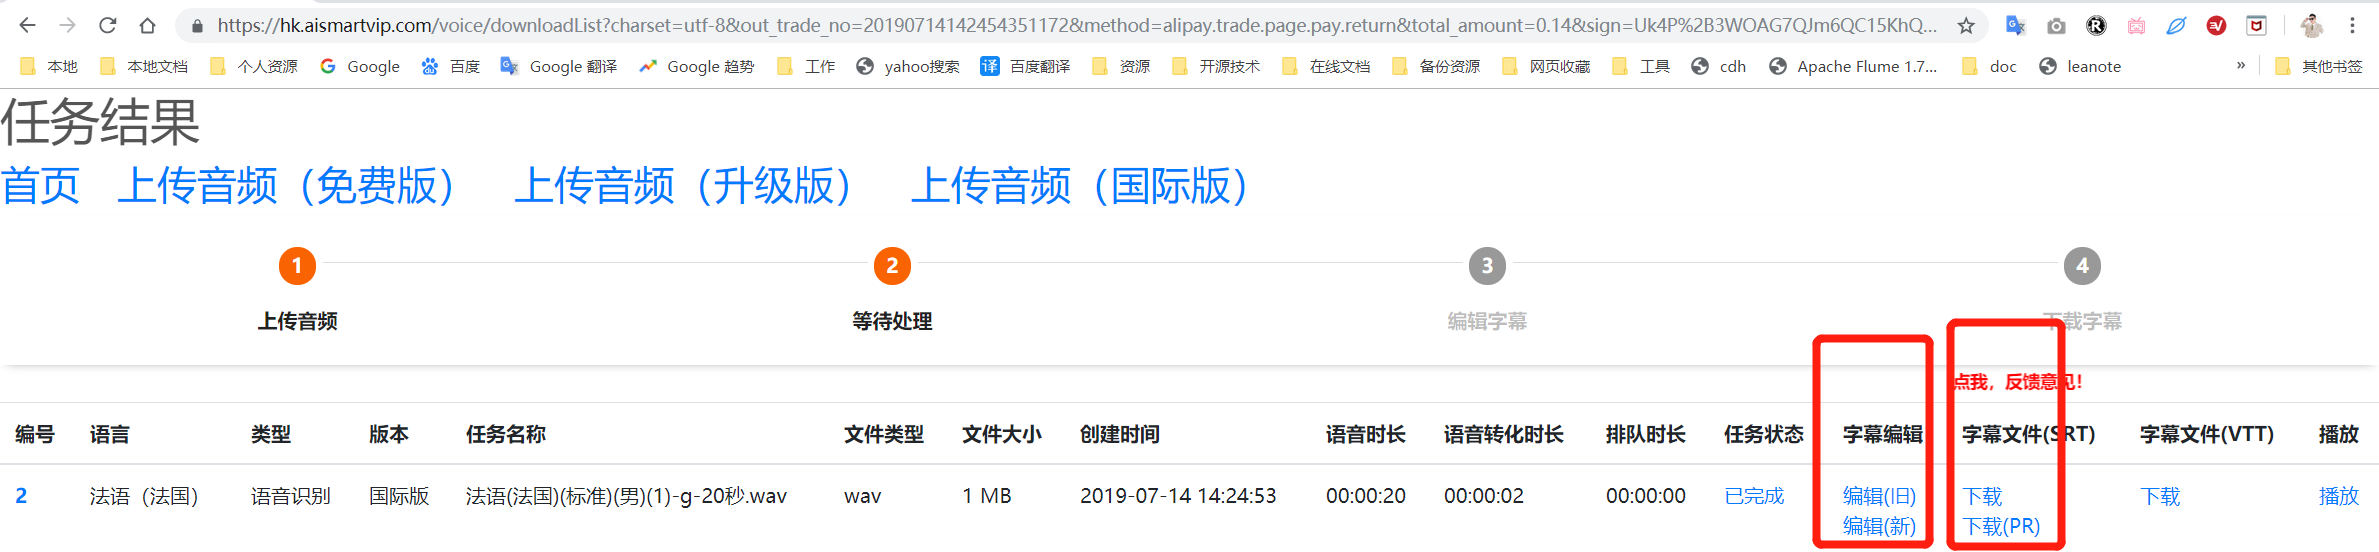 https://hk.aismartvip.com/voice/downloadList?charset=utf-8&out_trade_no=20190714142454351172&method=alipay.trade.page.pay.return&total_amount=0.14&sign=Uk4P%2B3WOAG7QJm6QC15KhQ...
本地 本地文档 个人资源 Google 百度 Google 翻译 Google 趋势 工作 yahoo搜索 百度翻译 资源 开源技术 在线文档 备份资源 网页收藏 工具 cdh Apache Flume 1.7... doc leanote » 其他书签
任务结果
首页 上传音频（免费版） 上传音频（升级版） 上传音频（国际版）
1 2 3 4
上传音频 等待处理 编辑字幕 下载字幕
点我，反馈意见！
编号 语言 类型 版本 任务名称 文件类型 文件大小 创建时间 语音时长 语音转化时长 排队时长 任务状态 字幕编辑 字幕文件(SRT) 字幕文件(VTT) 播放
2 法语（法国） 语音识别 国际版 法语(法国)(标准)(男)(1)-g-20秒.wav wav 1 MB 2019-07-14 14:24:53 00:00:20 00:00:02 00:00:00 已完成 编辑(旧) 下载 下载 播放
编辑(新) 下载(PR)